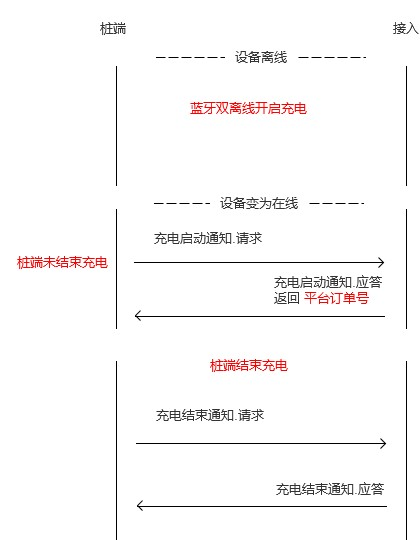 桩端
接入
设备离线
蓝牙双离线开启充电
设备变为在线
充电启动通知.请求
桩端未结束充电
充电启动通知.应答
返回 平台订单号
桩端结束充电
充电结束通知.请求
充电结束通知.应答